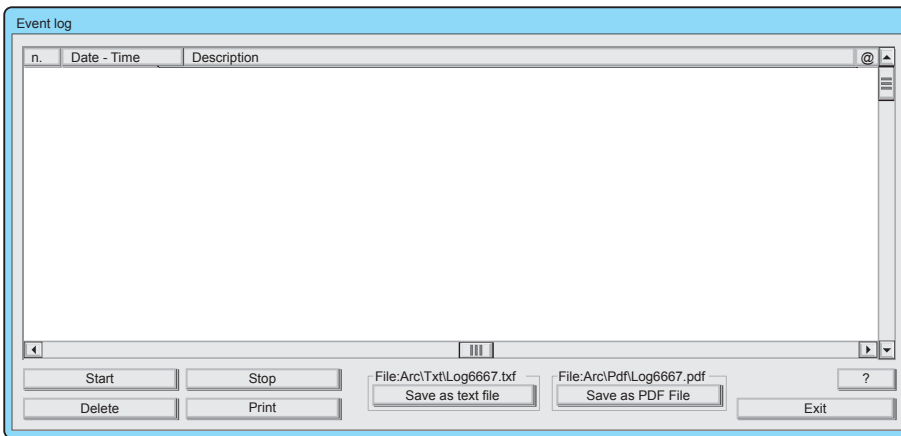 Event log
n. Date - Time Description @
Start Stop File:Arc\Txt\Log6667.txf File:Arc\Pdf\Log6667.pdf ?
Save as text file Save as PDF File
Delete Print Exit